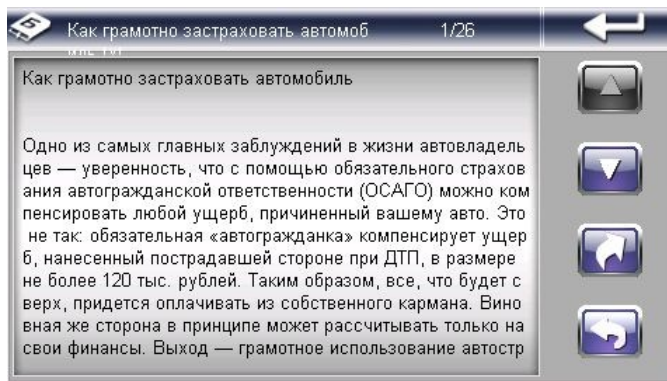 Как грамотно застраховать автомоб 1/26
Как грамотно застраховать автомобиль
Одно из самых главных заблуждений в жизни автовладель
цев — уверенность, что с помощью обязательного страхов
ания автогражданской ответственности (ОСАГО) можно ком
пенсировать любой ущерб, причиненный вашему авто. Это
не так: обязательная «автогражданка» компенсирует ущер
б, нанесенный пострадавшей стороне при ДТП, в размере
не более 120 тыс. рублей. Таким образом, все, что будет с
верх, придется оплачивать из собственного кармана. Вино
вная же сторона в принципе может рассчитывать только на
свои финансы. Выход — грамотное использование автостр